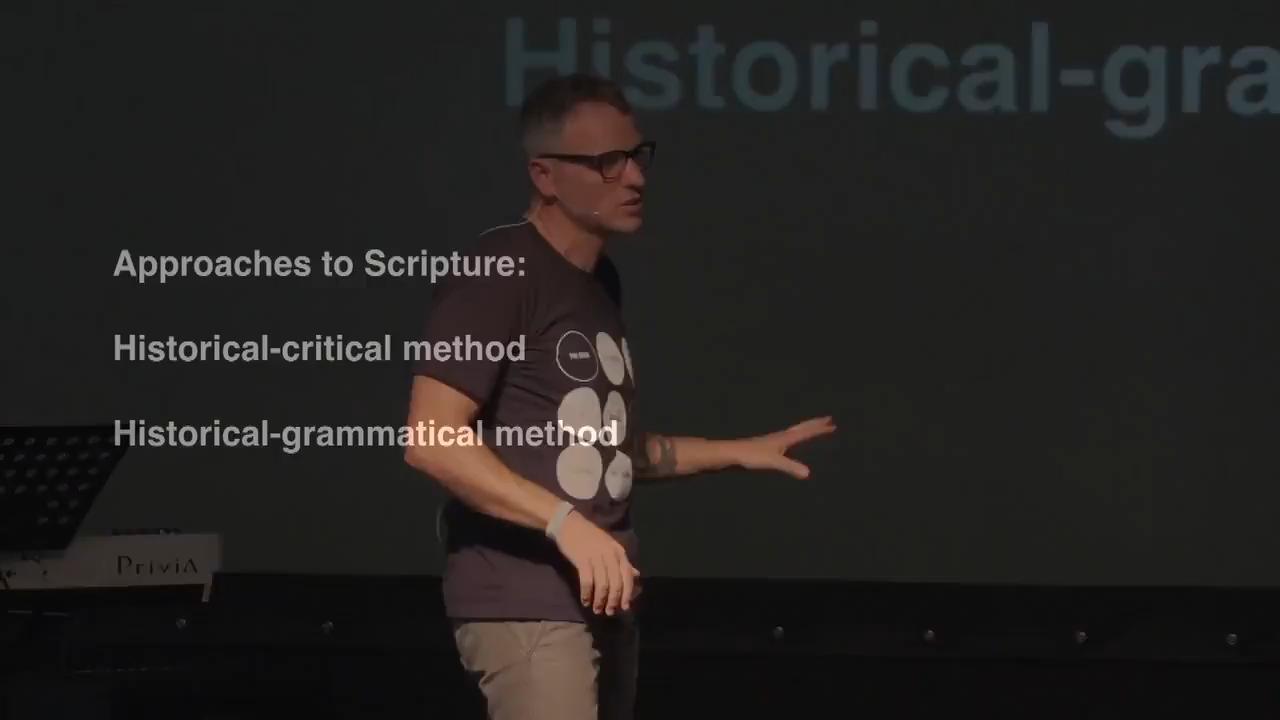 Historical-gra
Approaches to Scripture:
Historical-critical method
Historical-grammatical method
PriviA